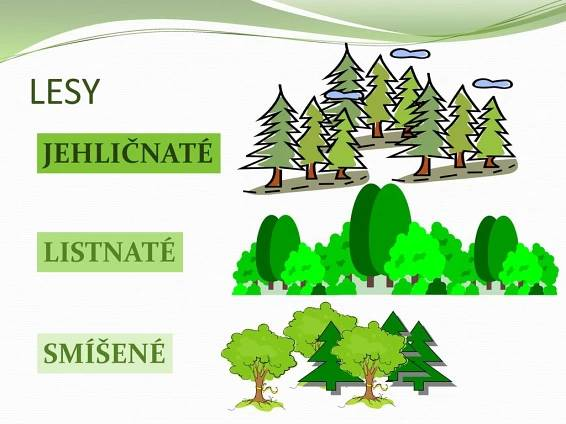 LESY
JEHLIČNATÉ
LISTNATÉ
SMÍŠENÉ